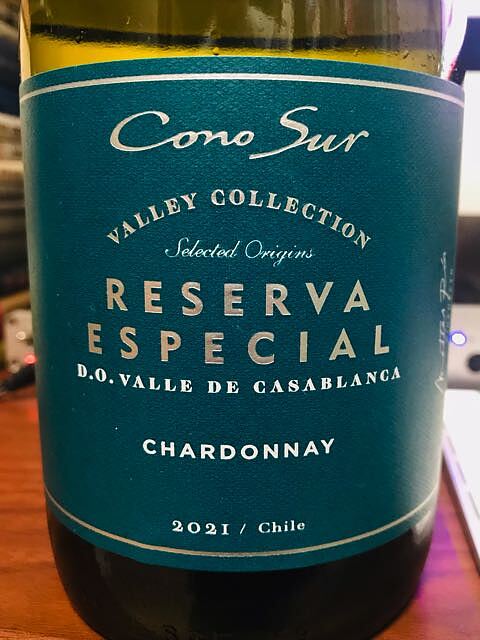 Cono Sur
VALLEY COLLECTION
Selected Origins
RESERVA
ESPECIAL
D.O. VALLE DE CASABLANCA
CHARDONNAY
2021 / Chile